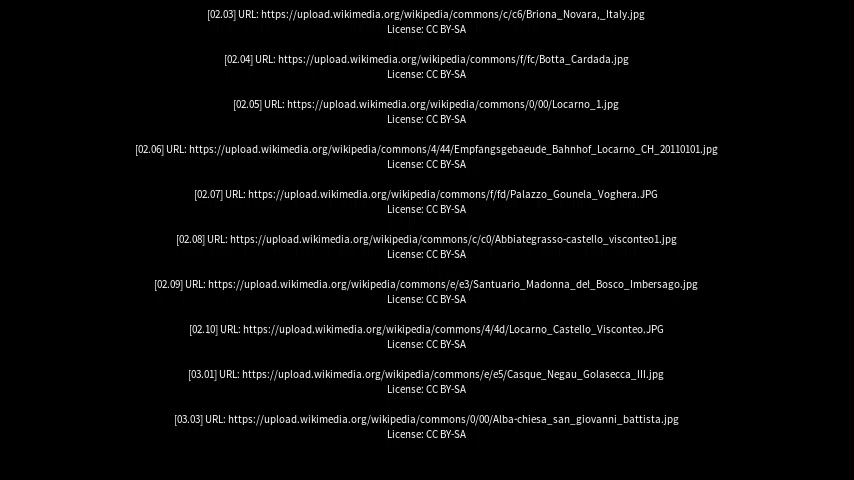 [02.03] URL: https://upload.wikimedia.org/wikipedia/commons/c/c6/Briona_Novara,_Italy.jpg
License: CC BY-SA
[02.04] URL: https://upload.wikimedia.org/wikipedia/commons/f/fc/Botta_Cardada.jpg
License: CC BY-SA
[02.05] URL: https://upload.wikimedia.org/wikipedia/commons/0/00/Locarno_1.jpg
License: CC BY-SA
[02.06] URL: https://upload.wikimedia.org/wikipedia/commons/4/44/Empfangsgebaeude_Bahnhof_Locarno_CH_20110101.jpg
License: CC BY-SA
[02.07] URL: https://upload.wikimedia.org/wikipedia/commons/f/fd/Palazzo_Gounela_Voghera.JPG
License: CC BY-SA
[02.08] URL: https://upload.wikimedia.org/wikipedia/commons/c/c0/Abbiategrasso-castello_visconteo1.jpg
License: CC BY-SA
[02.09] URL: https://upload.wikimedia.org/wikipedia/commons/e/e3/Santuario_Madonna_del_Bosco_Imbersago.jpg
License: CC BY-SA
[02.10] URL: https://upload.wikimedia.org/wikipedia/commons/4/4d/Locarno_Castello_Visconteo.JPG
License: CC BY-SA
[03.01] URL: https://upload.wikimedia.org/wikipedia/commons/e/e5/Casque_Negau_Golasecca_III.jpg
License: CC BY-SA
[03.03] URL: https://upload.wikimedia.org/wikipedia/commons/0/00/Alba-chiesa_san_giovanni_battista.jpg
License: CC BY-SA